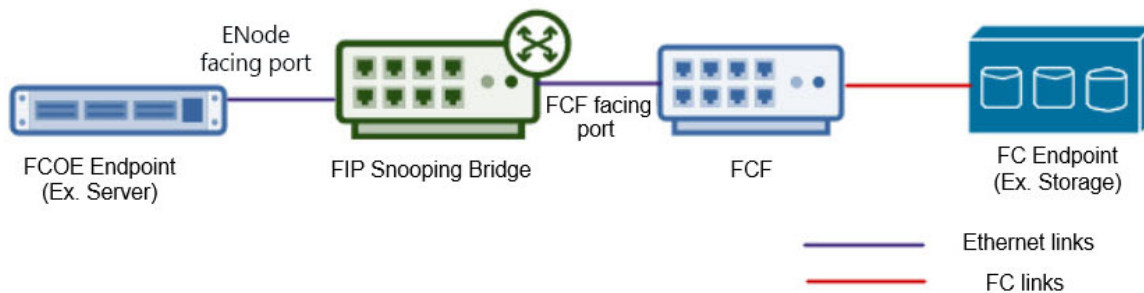 ENode
facing port
FCF facing
port
FCOE Endpoint
(Ex. Server)
FIP Snooping Bridge
FCF
FC Endpoint
(Ex. Storage)
Ethernet links
FC links